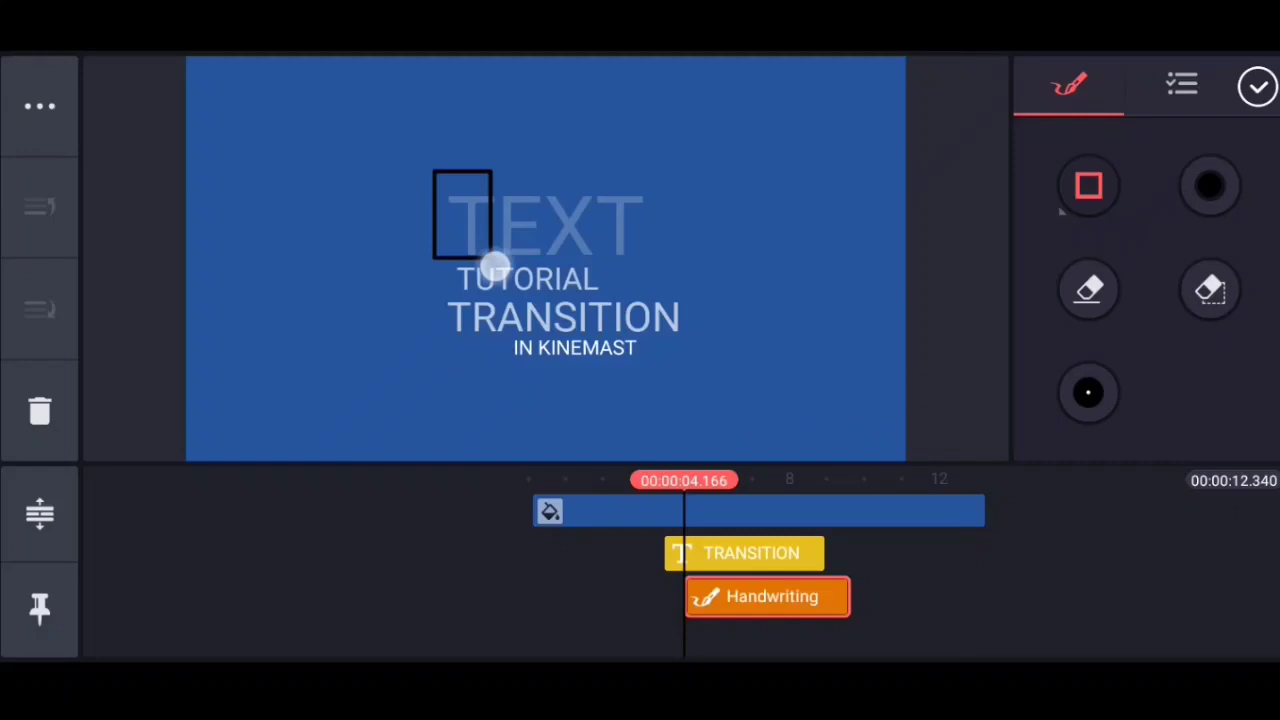 TEXT
TUTORIAL
TRANSITION
IN KINEMAST
00:00:04.166
8
12
00:00:12.340
T TRANSITION
Handwriting